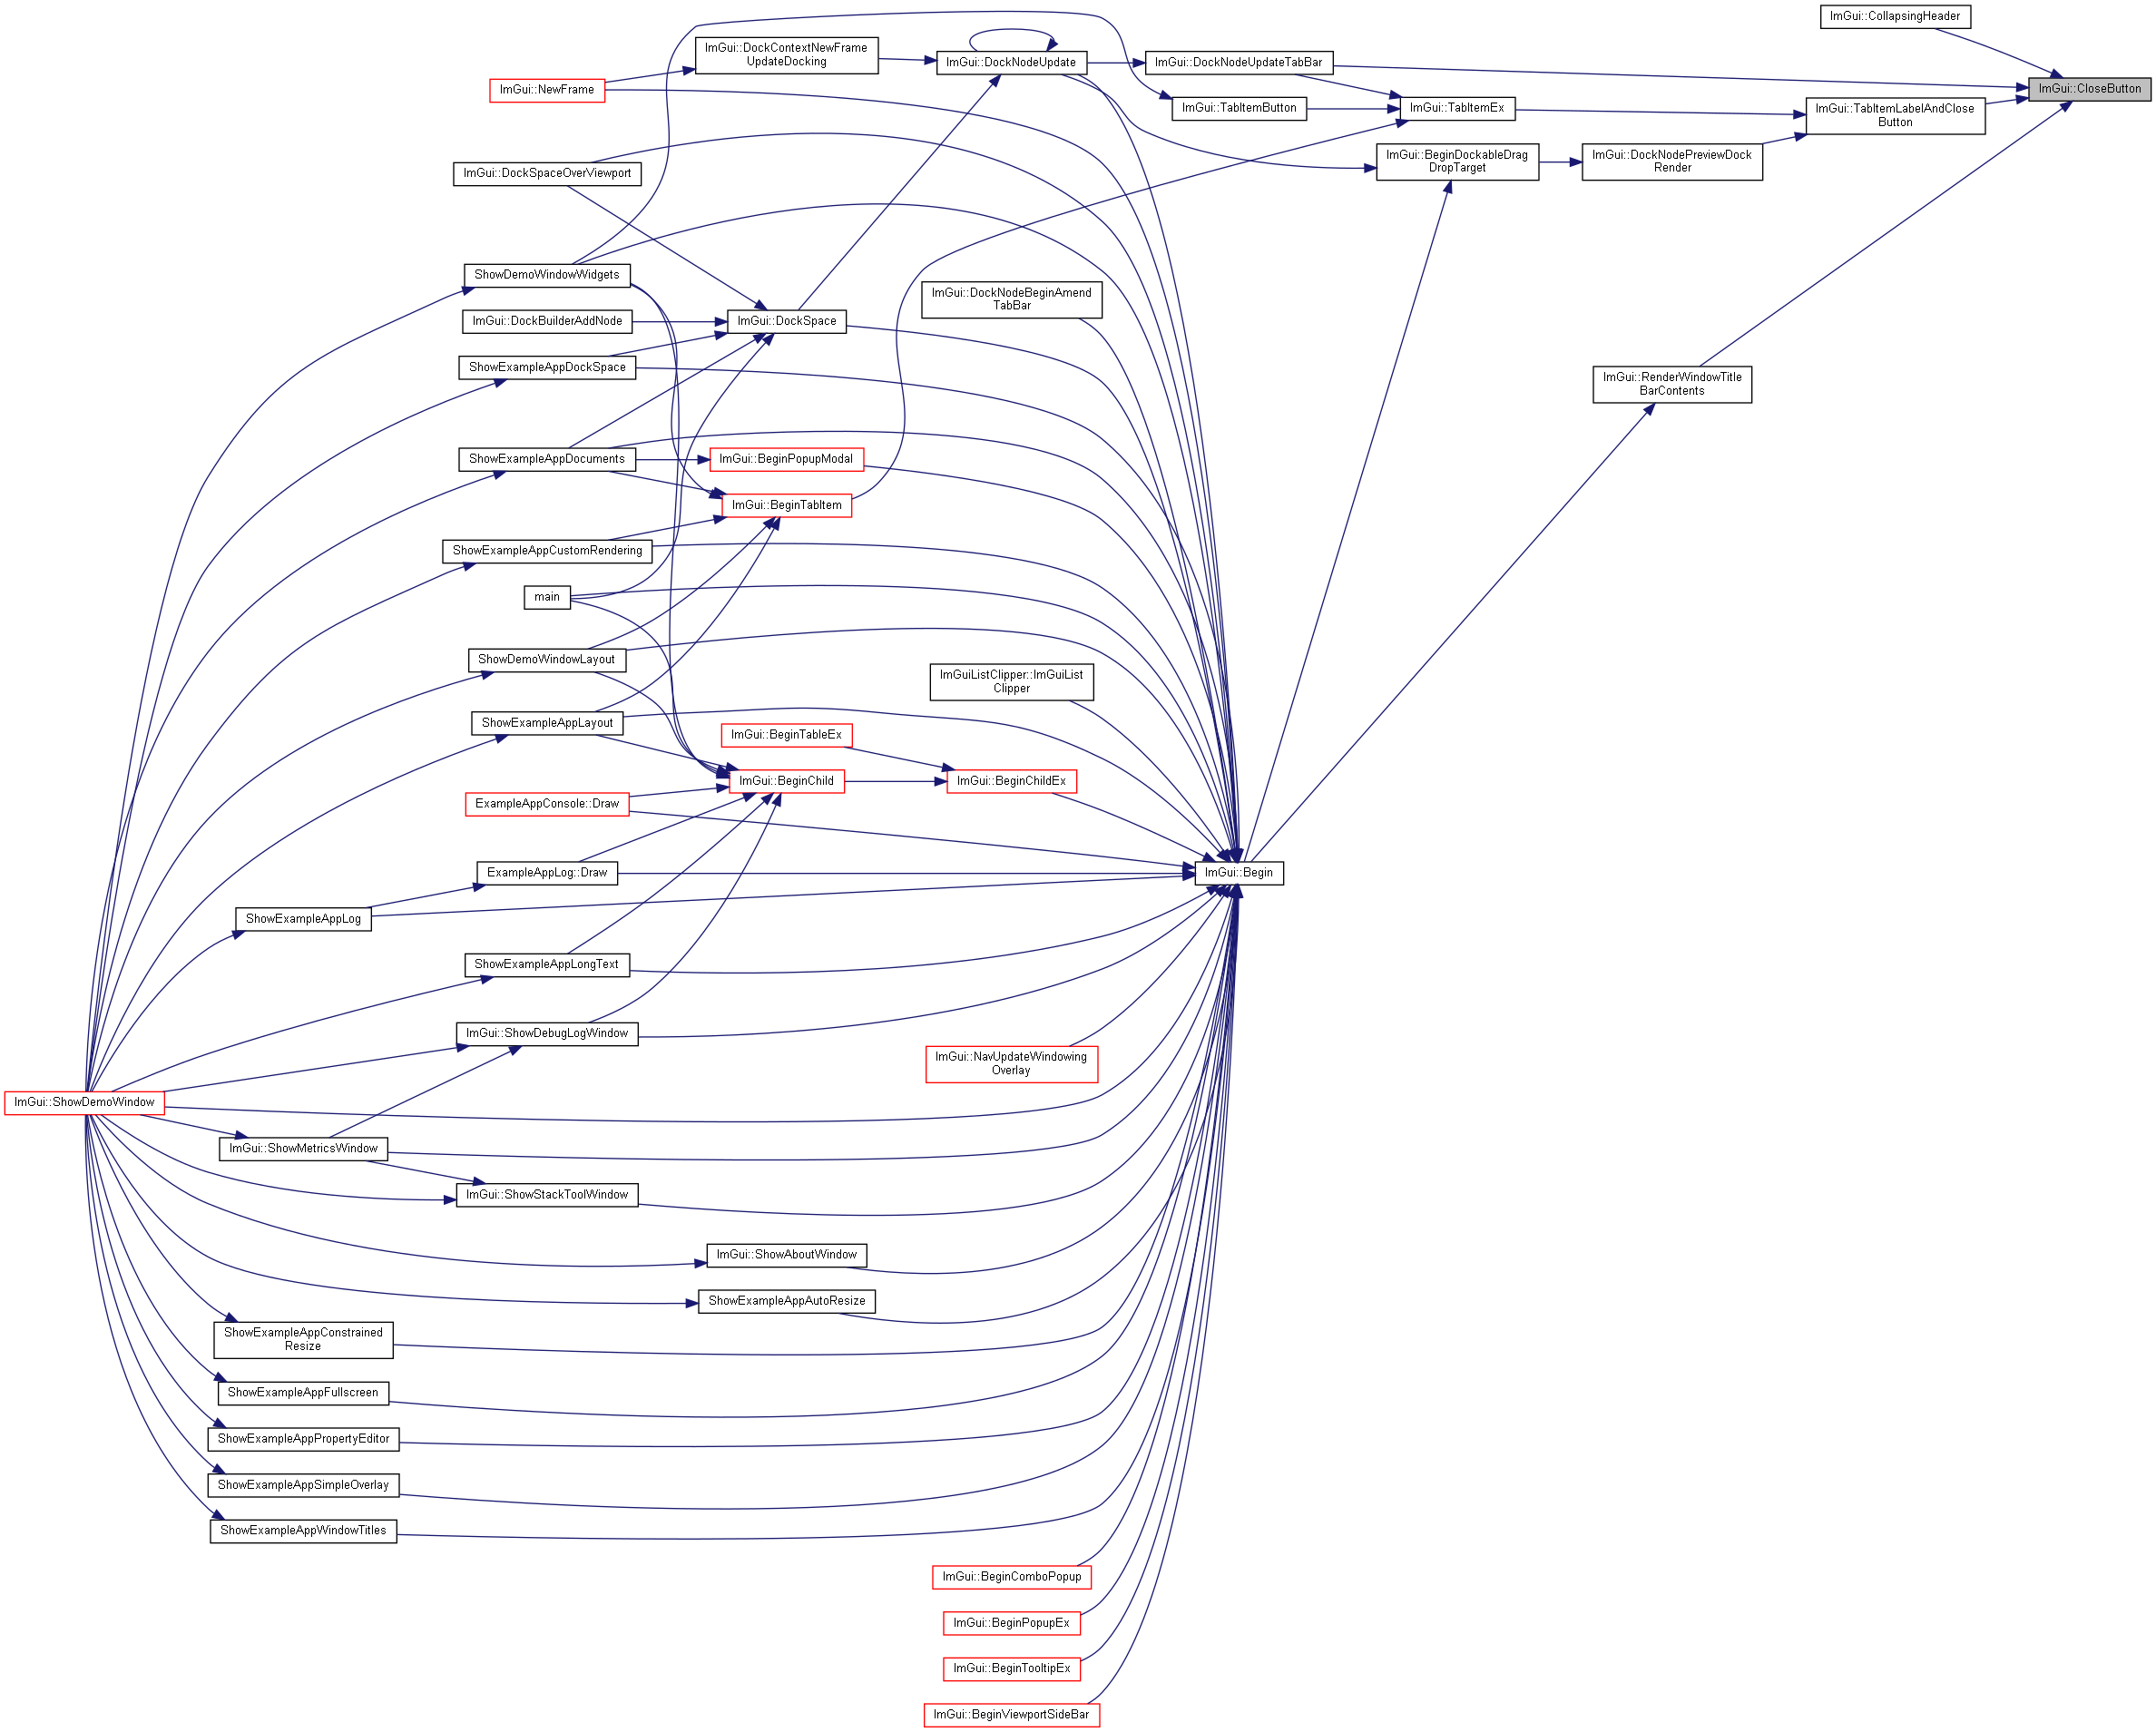 ImGui::CollapsingHeader
ImGui::DockContextNewFrame
UpdateDocking
ImGui::DockNodeUpdate
ImGui::DockNodeUpdateTabBar
ImGui::NewFrame
ImGui::CloseButton
ImGui::TabItemButton
ImGui::TabItemEx
ImGui::TabItemLabelAndClose
Button
ImGui::DockSpaceOverViewport
ImGui::BeginDockableDrag
DropTarget
ImGui::DockNodePreviewDock
Render
ShowDemoWindowWidgets
ImGui::DockNodeBeginAmend
TabBar
ImGui::DockBuilderAddNode
ImGui::DockSpace
ShowExampleAppDockSpace
ImGui::RenderWindowTitle
BarContents
ShowExampleAppDocuments
ImGui::BeginPopupModal
ImGui::BeginTabItem
ShowExampleAppCustomRendering
main
ShowDemoWindowLayout
ImGuiListClipper::ImGuiList
Clipper
ShowExampleAppLayout
ImGui::BeginTableEx
ImGui::BeginChild
ImGui::BeginChildEx
ExampleAppConsole::Draw
ExampleAppLog::Draw
ImGui::Begin
ShowExampleAppLog
ShowExampleAppLongText
ImGui::ShowDebugLogWindow
ImGui::NavUpdateWindowing
Overlay
ImGui::ShowDemoWindow
ImGui::ShowMetricsWindow
ImGui::ShowStackToolWindow
ImGui::ShowAboutWindow
ShowExampleAppAutoResize
ShowExampleAppConstrained
Resize
ShowExampleAppFullscreen
ShowExampleAppPropertyEditor
ShowExampleAppSimpleOverlay
ShowExampleAppWindowTitles
ImGui::BeginComboPopup
ImGui::BeginPopupEx
ImGui::BeginTooltipEx
ImGui::BeginViewportSideBar